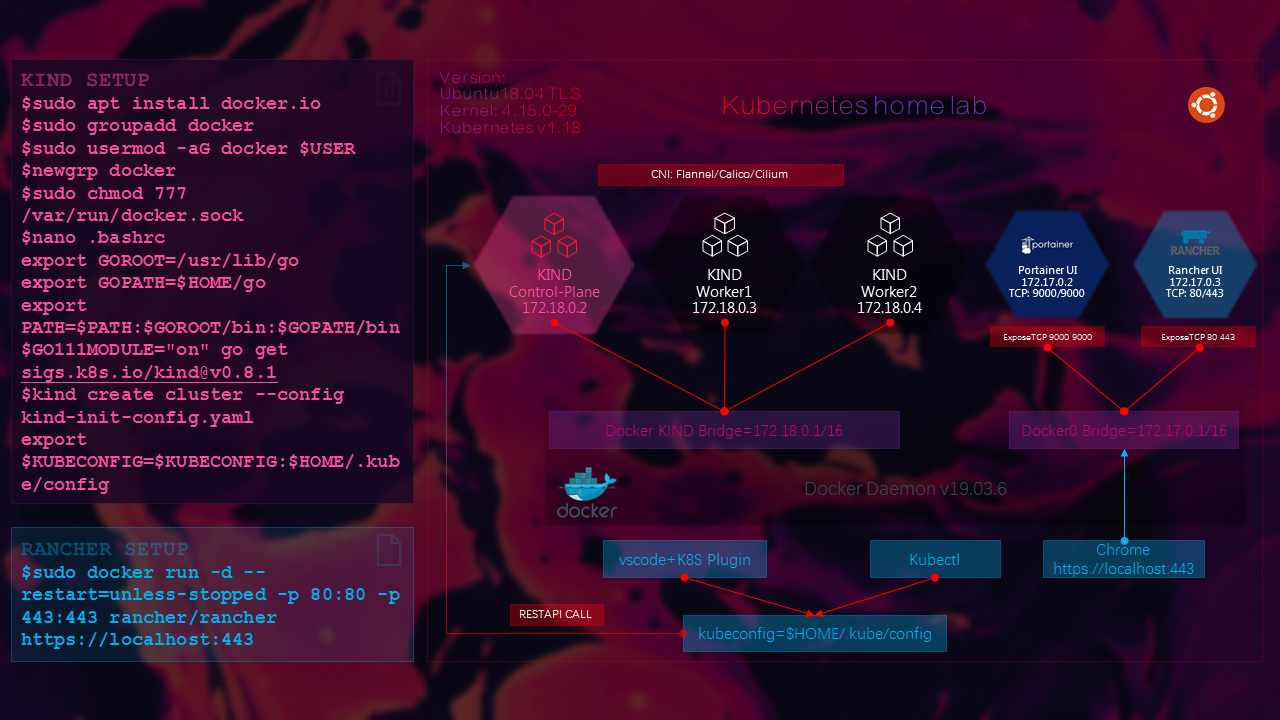 KIND SETUP
$sudo apt install docker.io
$sudo groupadd docker
$sudo usermod -aG docker $USER
$newgrp docker
$sudo chmod 777
/var/run/docker.sock
$nano .bashrc
export GOROOT=/usr/lib/go
export GOPATH=$HOME/go
export
PATH=$PATH:$GOROOT/bin:$GOPATH/bin
$GO111MODULE="on" go get
sigs.k8s.io/kind@v0.8.1
$kind create cluster --config
kind-init-config.yaml
export
$KUBECONFIG=$KUBECONFIG:$HOME/.kub
e/config
RANCHER SETUP
$sudo docker run -d --
restart=unless-stopped -p 80:80 -p
443:443 rancher/rancher
https://localhost:443
Version;
Ubuntu18.04 TLS
Kernel: 4.15.0-29
Kubernetes v1.18
Kubernetes home lab
CNI: Flannel/Calico/Cilium
KIND
Control-Plane
172.18.0.2
KIND
Worker1
172.18.0.3
KIND
Worker2
172.18.0.4
portainer
Portainer UI
172.17.0.2
TCP: 9000/9000
RANCHER
Rancher UI
172.17.0.3
TCP: 80/443
ExposeTCP 9000 9000
ExposeTCP 80 443
Docker KIND Bridge=172.18.0.1/16
Docker0 Bridge=172.17.0.1/16
docker
Docker Daemon v19.03.6
vscode+K8S Plugin
Kubectl
Chrome
https://localhost:443
RESTAPI CALL
kubeconfig=$HOME/.kube/config